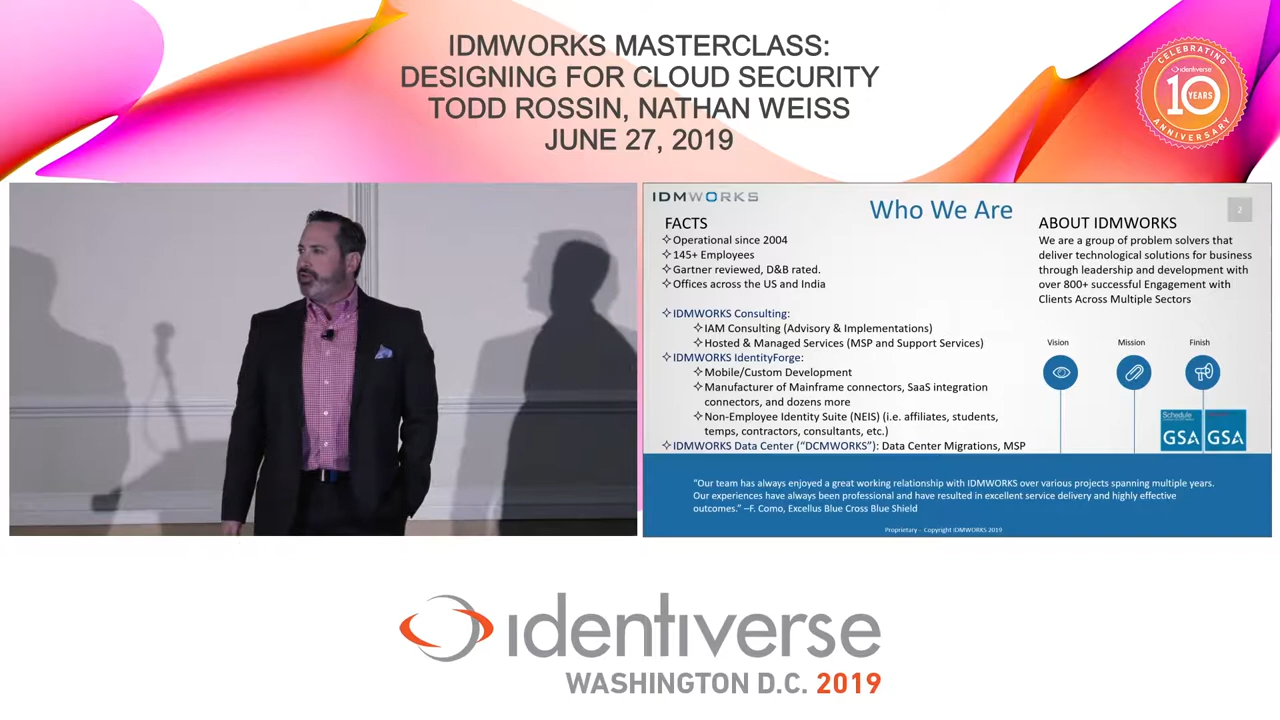 IDMWORKS MASTERCLASS:
DESIGNING FOR CLOUD SECURITY
TODD ROSSIN, NATHAN WEISS
JUNE 27, 2019
CELEBRATING
identiverse
10
YEARS
ANNIVERSARY
IDMWORKS
Who We Are
2
FACTS
✧Operational since 2004
✧145+ Employees
✧Gartner reviewed, D&B rated.
✧Offices across the US and India
✧IDMWORKS Consulting:
✧IAM Consulting (Advisory & Implementations)
✧Hosted & Managed Services (MSP and Support Services)
✧IDMWORKS IdentityForge:
✧Mobile/Custom Development
✧Manufacturer of Mainframe connectors, SaaS integration
connectors, and dozens more
✧Non-Employee Identity Suite (NEIS) (i.e. affiliates, students,
temps, contractors, consultants, etc.)
✧IDMWORKS Data Center ("DCMWORKS"): Data Center Migrations, MSP
ABOUT IDMWORKS
We are a group of problem solvers that
deliver technological solutions for business
through leadership and development with
over 800+ successful Engagement with
Clients Across Multiple Sectors
Vision Mission Finish
Schedule
GSA GSA
"Our team has always enjoyed a great working relationship with IDMWORKS over various projects spanning multiple years.
Our experiences have always been professional and have resulted in excellent service delivery and highly effective
outcomes." –F. Como, Excellus Blue Cross Blue Shield
Proprietary - Copyright IDMWORKS 2019
identiverse
WASHINGTON D.C. 2019